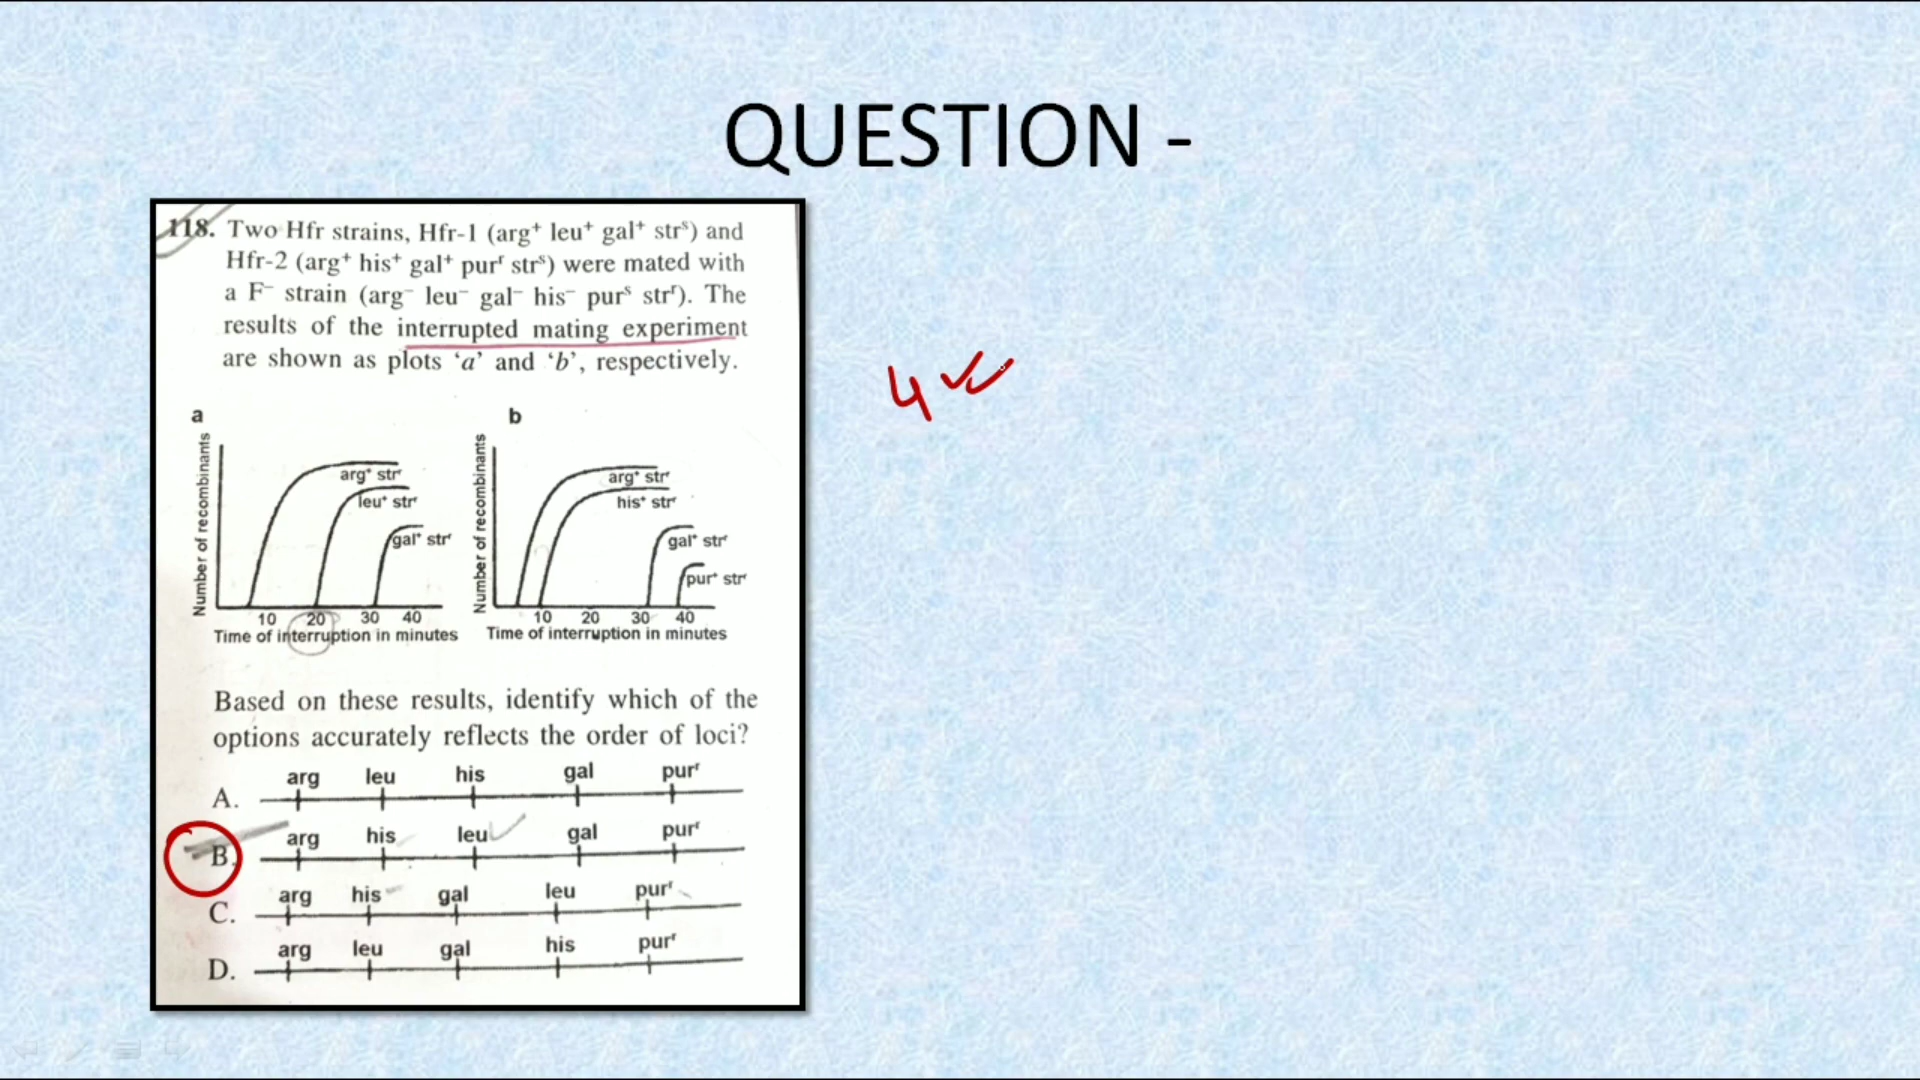 QUESTION -
118. Two Hfr strains, Hfr-1 (arg⁺ leu⁺ gal⁺ strˢ) and
Hfr-2 (arg⁺ his⁺ gal⁺ purʳ strˢ) were mated with
a F⁻ strain (arg⁻ leu⁻ gal⁻ his⁻ purˢ strʳ). The
results of the interrupted mating experiment
are shown as plots ‘a’ and ‘b’, respectively.
4
a
Number of recombinants
arg⁺ strʳ
leu⁺ strʳ
gal⁺ strʳ
10 20 30 40
Time of interruption in minutes
b
Number of recombinants
arg⁺ strʳ
his⁺ strʳ
gal⁺ strʳ
pur⁺ strʳ
10 20 30 40
Time of interruption in minutes
Based on these results, identify which of the
options accurately reflects the order of loci?
A. arg leu his gal purʳ
B. arg his leu gal purʳ
C. arg his gal leu purʳ
D. arg leu gal his purʳ